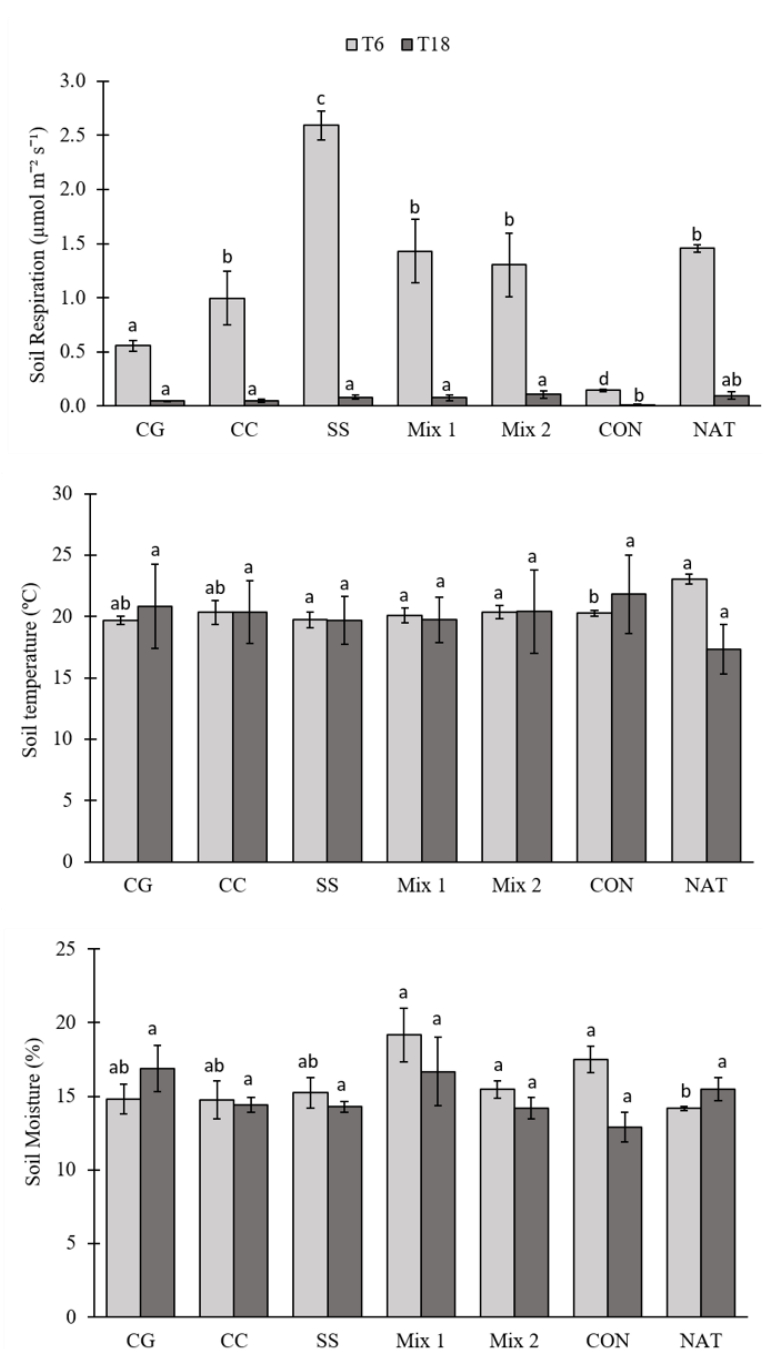 T6 T18
Soil Respiration (µmol m⁻² s⁻¹)
3.0
2.5
2.0
1.5
1.0
0.5
0.0
a a b a c a b a b a d b b ab
CG CC SS Mix 1 Mix 2 CON NAT
Soil temperature (ºC)
30
25
20
15
10
5
0
ab a ab a a a a a a a b a a a
CG CC SS Mix 1 Mix 2 CON NAT
Soil Moisture (%)
25
20
15
10
5
0
ab a ab a ab a a a a a a a b a
CG CC SS Mix 1 Mix 2 CON NAT